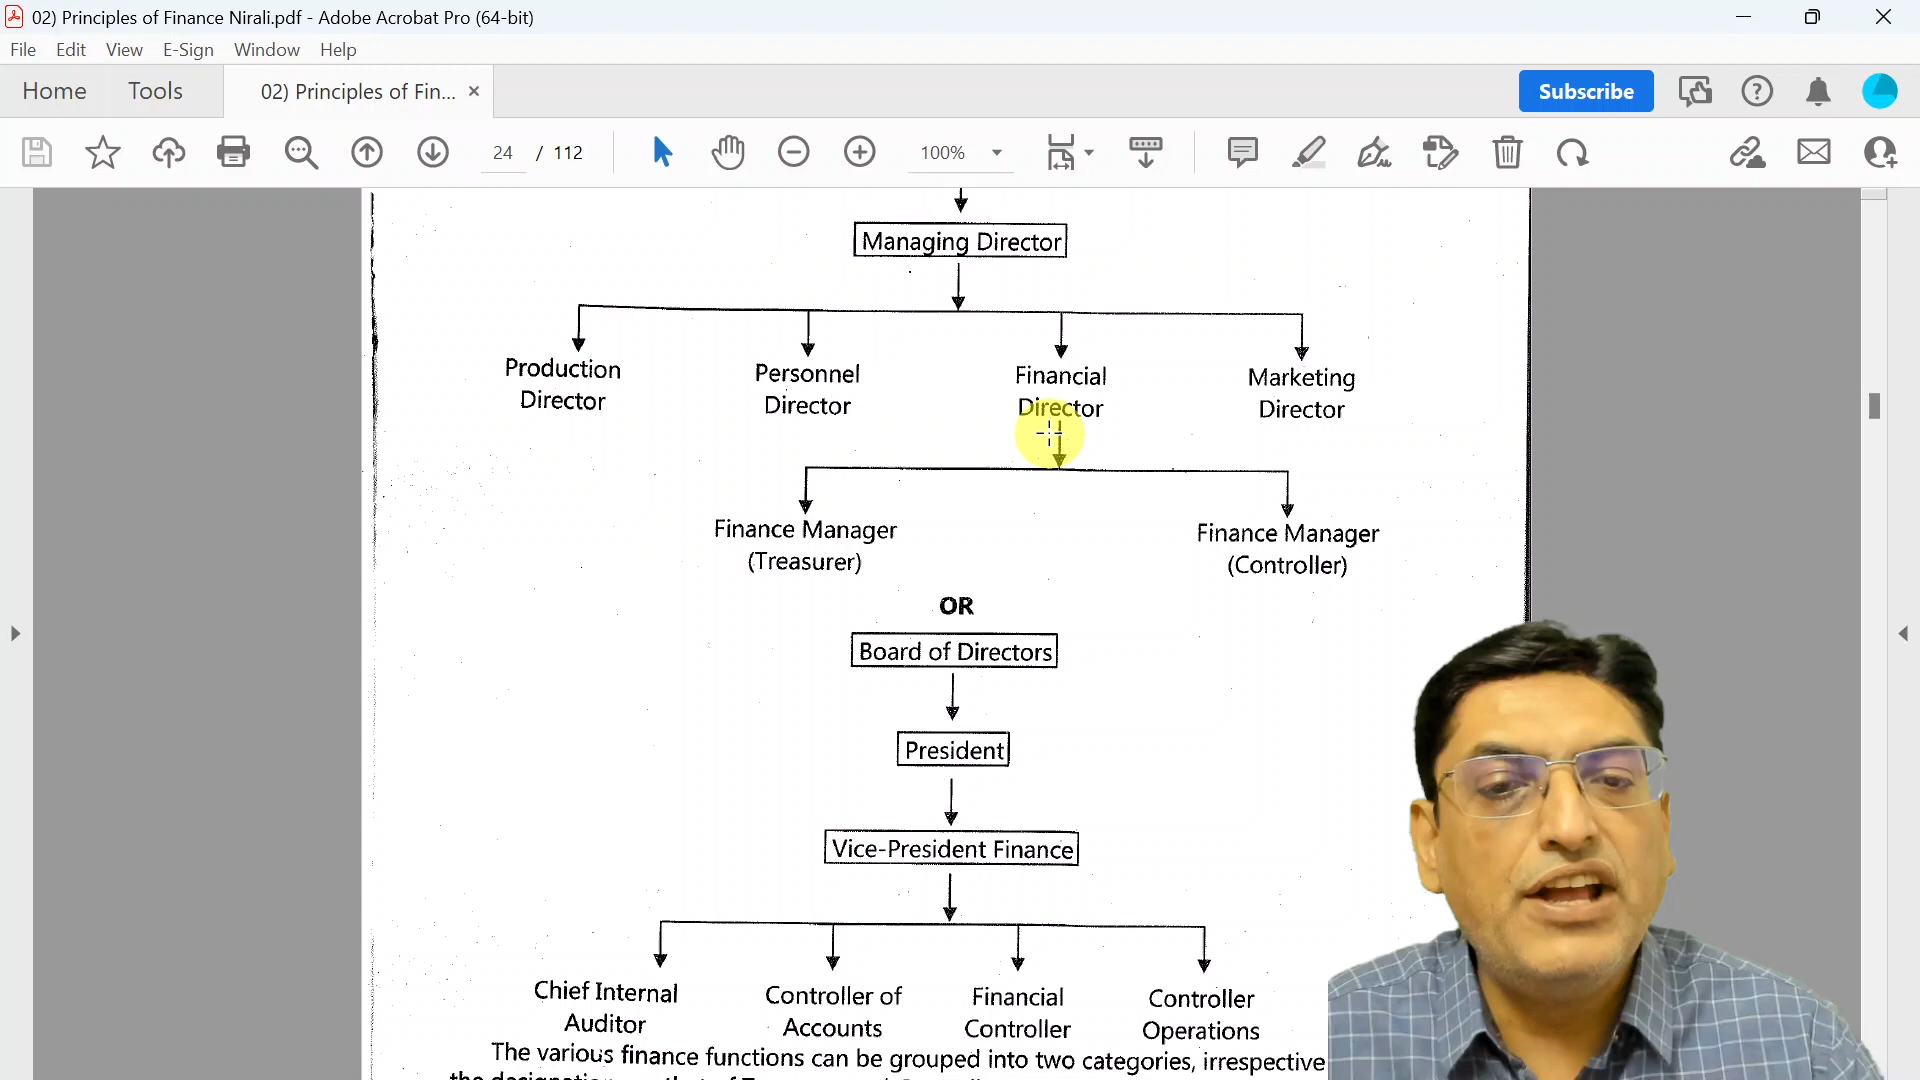 02) Principles of Finance Nirali.pdf - Adobe Acrobat Pro (64-bit)
File Edit View E-Sign Window Help
Home Tools 02) Principles of Fin... × Subscribe
24 / 112 100%
Managing Director
Production Director
Personnel Director
Financial Director
Marketing Director
Finance Manager (Treasurer)
Finance Manager (Controller)
OR
Board of Directors
President
Vice-President Finance
Chief Internal Auditor
Controller of Accounts
Financial Controller
Controller Operations
The various finance functions can be grouped into two categories, irrespective